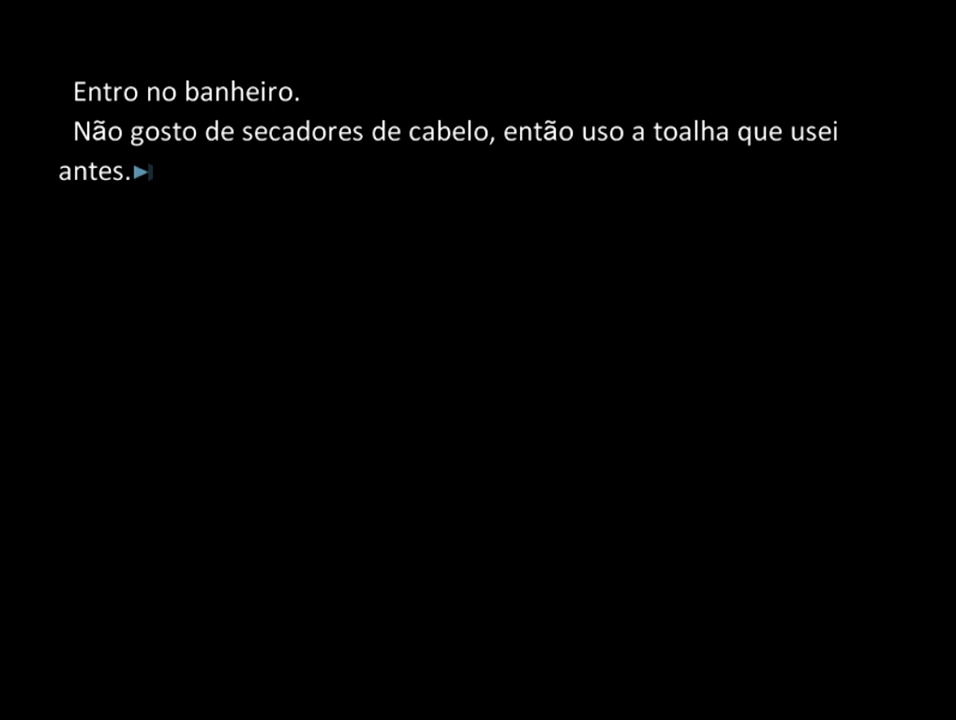 Entro no banheiro.
Não gosto de secadores de cabelo, então uso a toalha que usei
antes.